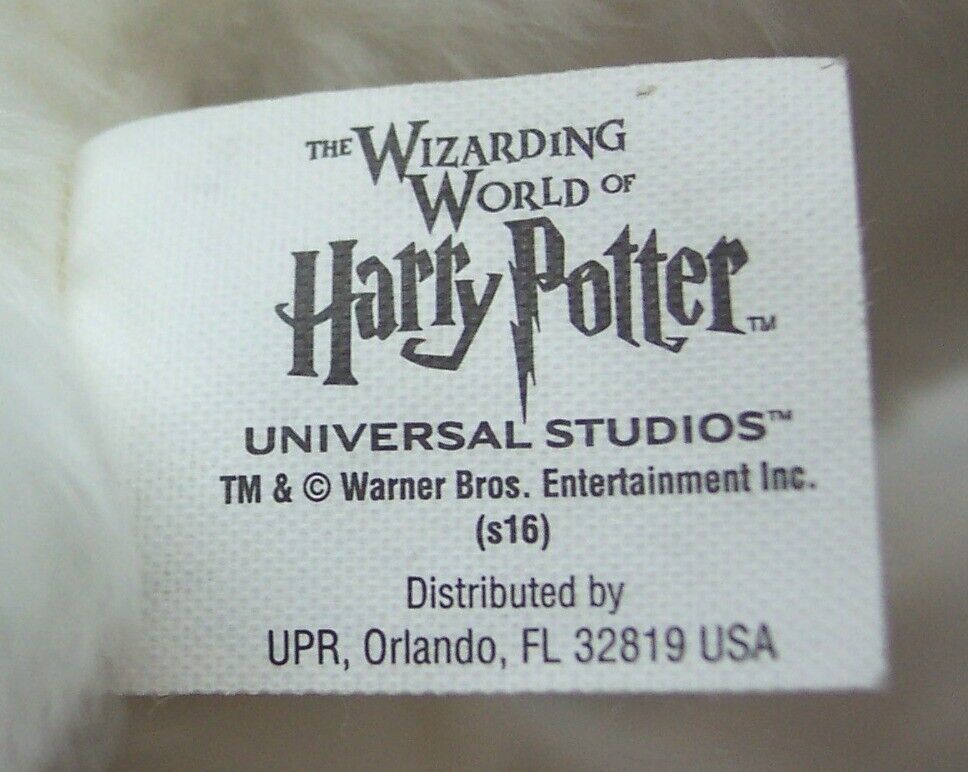 THE WIZARDING
WORLD OF
Harry Potter™
UNIVERSAL STUDIOS™
TM & © Warner Bros. Entertainment Inc.
(s16)
Distributed by
UPR, Orlando, FL 32819 USA